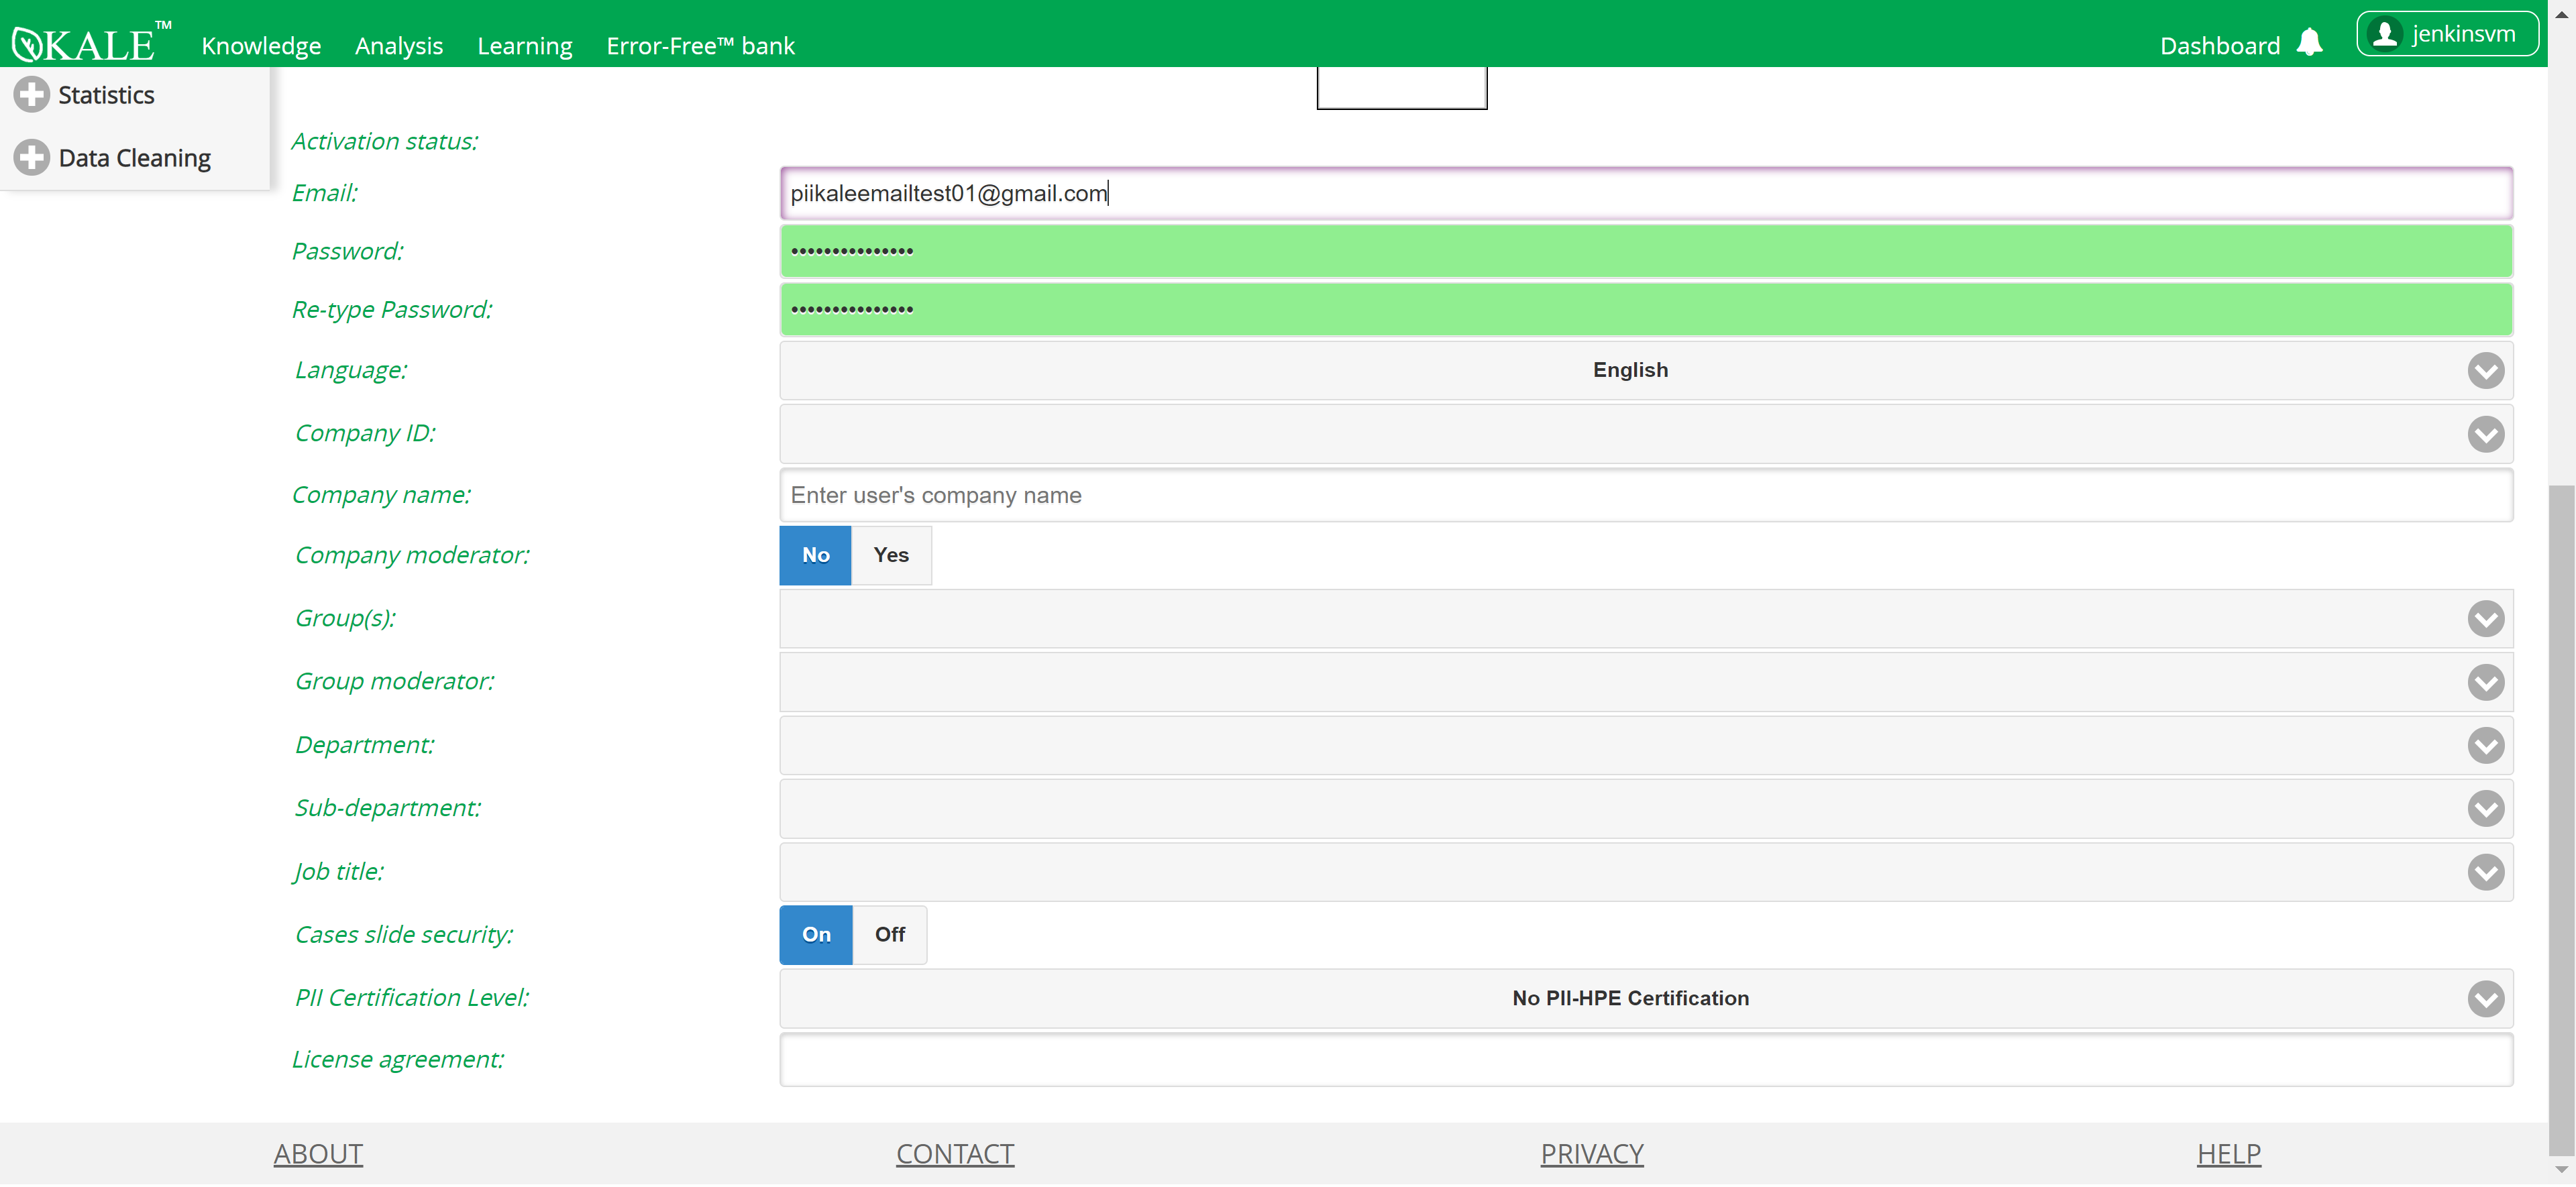 KALE™ Knowledge Analysis Learning Error-Free™ bank Dashboard jenkinsvm
Statistics
Data Cleaning
Activation status:
Email: piikaleemailtest01@gmail.com
Password: •••••••••••••••
Re-type Password: •••••••••••••••
Language: English
Company ID:
Company name: Enter user's company name
Company moderator: No Yes
Group(s):
Group moderator:
Department:
Sub-department:
Job title:
Cases slide security: On Off
PII Certification Level: No PII-HPE Certification
License agreement:
ABOUT CONTACT PRIVACY HELP